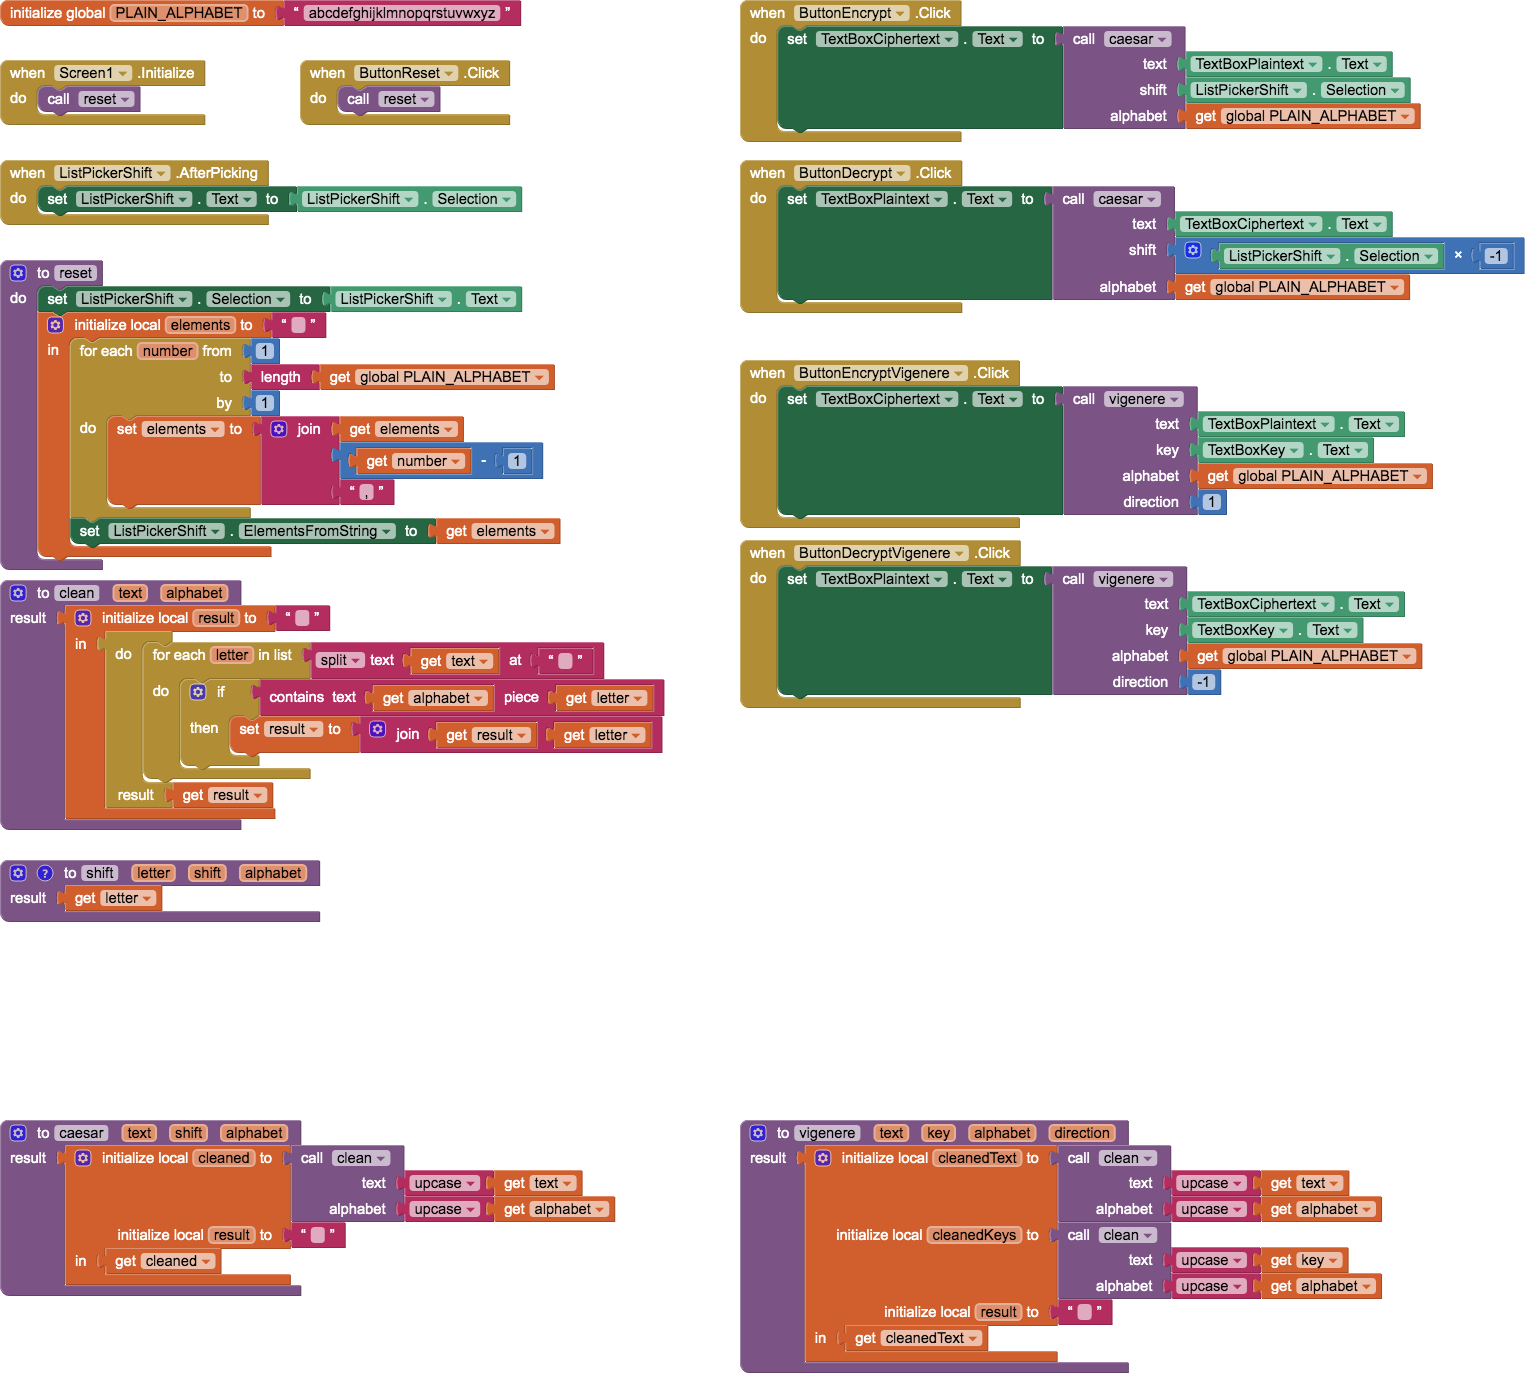 initialize global PLAIN_ALPHABET to “ abcdefghijklmnopqrstuvwxyz ”
when Screen1 .Initialize
do call reset
when ButtonReset .Click
do call reset
when ListPickerShift .AfterPicking
do set ListPickerShift . Text to ListPickerShift . Selection
to reset
do set ListPickerShift . Selection to ListPickerShift . Text
initialize local elements to “ ”
in for each number from 1
to length get global PLAIN_ALPHABET
by 1
do set elements to join get elements
get number - 1
“ , ”
set ListPickerShift . ElementsFromString to get elements
to clean text alphabet
result initialize local result to “ ”
in do for each letter in list split text get text at “ ”
do if contains text get alphabet piece get letter
then set result to join get result get letter
result get result
? to shift letter shift alphabet
result get letter
to caesar text shift alphabet
result initialize local cleaned to call clean
text upcase get text
alphabet upcase get alphabet
initialize local result to “ ”
in get cleaned
when ButtonEncrypt .Click
do set TextBoxCiphertext . Text to call caesar
text TextBoxPlaintext . Text
shift ListPickerShift . Selection
alphabet get global PLAIN_ALPHABET
when ButtonDecrypt .Click
do set TextBoxPlaintext . Text to call caesar
text TextBoxCiphertext . Text
shift ListPickerShift . Selection × -1
alphabet get global PLAIN_ALPHABET
when ButtonEncryptVigenere .Click
do set TextBoxCiphertext . Text to call vigenere
text TextBoxPlaintext . Text
key TextBoxKey . Text
alphabet get global PLAIN_ALPHABET
direction 1
when ButtonDecryptVigenere .Click
do set TextBoxPlaintext . Text to call vigenere
text TextBoxCiphertext . Text
key TextBoxKey . Text
alphabet get global PLAIN_ALPHABET
direction -1
to vigenere text key alphabet direction
result initialize local cleanedText to call clean
text upcase get text
alphabet upcase get alphabet
initialize local cleanedKeys to call clean
text upcase get key
alphabet upcase get alphabet
initialize local result to “ ”
in get cleanedText